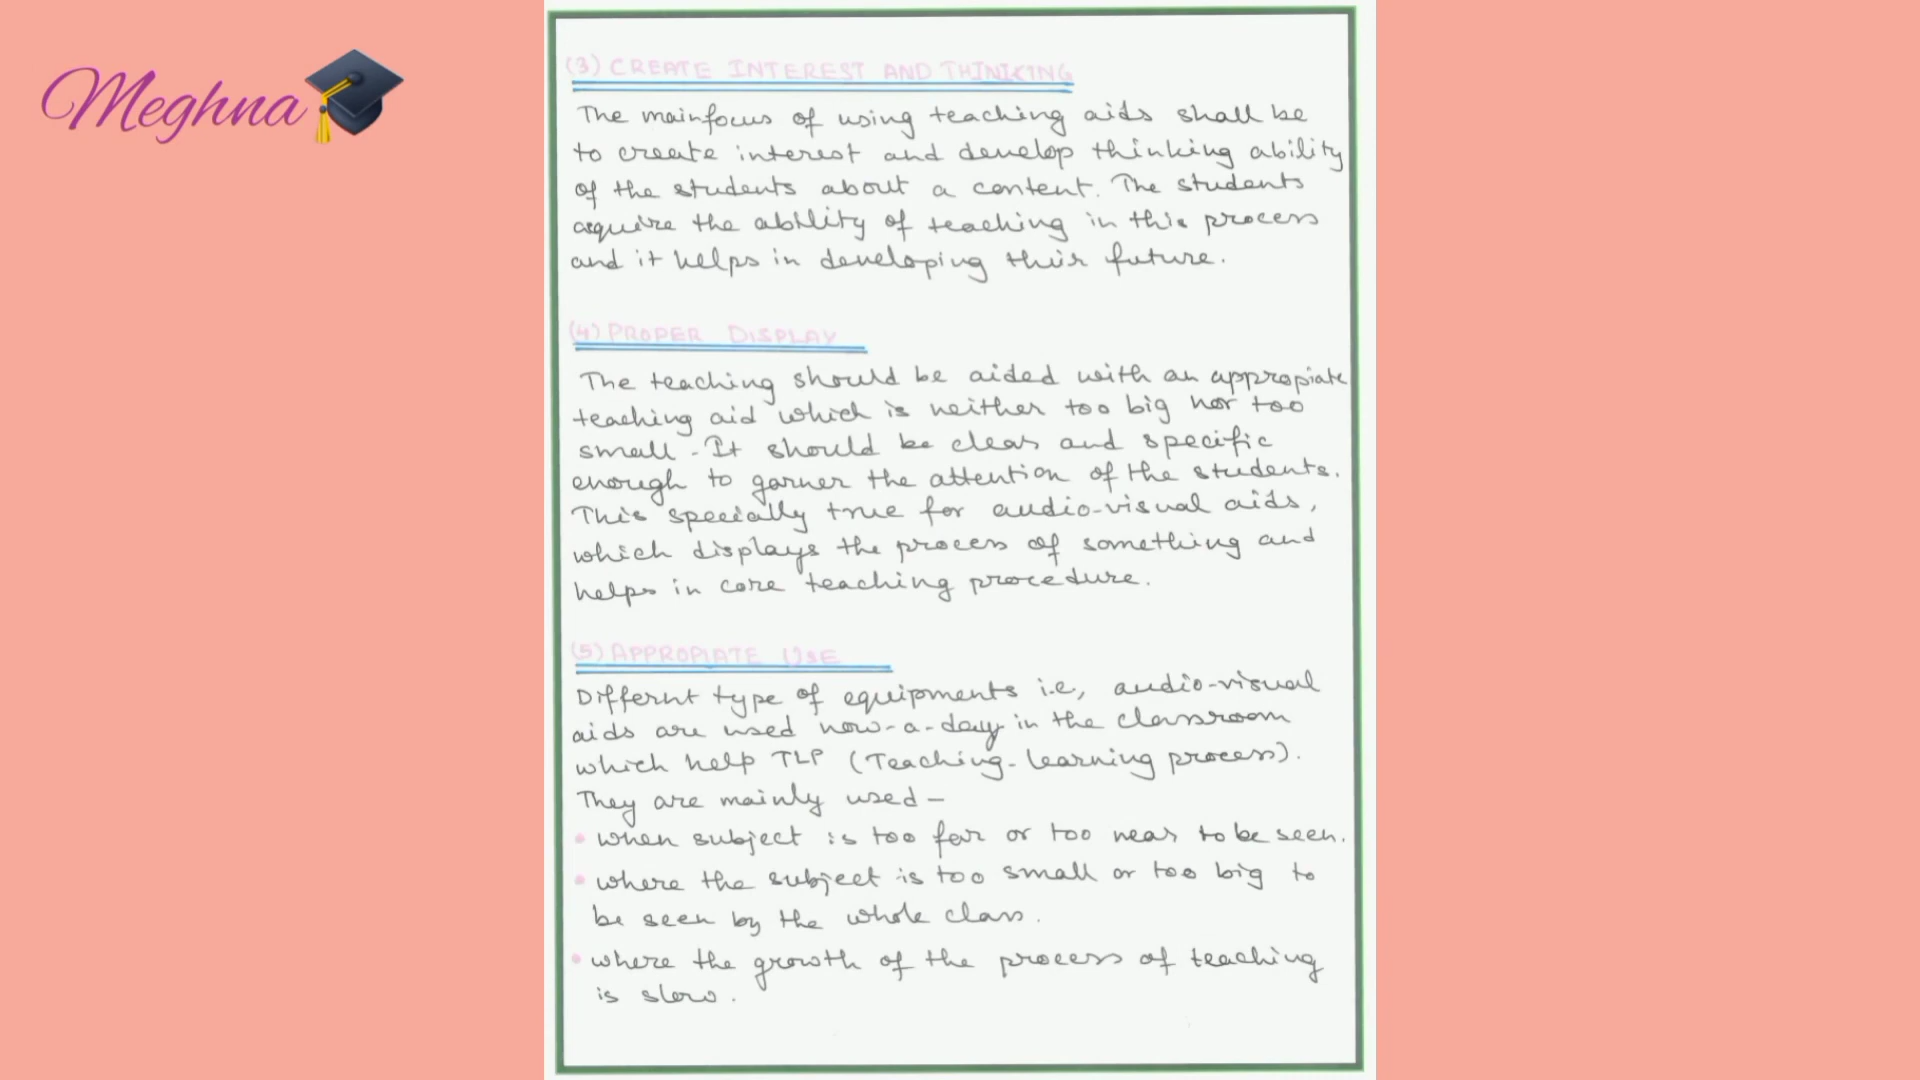 Meghna
(3) CREATE INTEREST AND THINKING
The mainfocus of using teaching aids shall be
to create interest and develop thinking ability
of the students about a content. The students
acquire the ability of teaching in this process
and it helps in developing their future.
(4) PROPER DISPLAY
The teaching should be aided with an appropiate
teaching aid which is neither too big nor too
small. It should be clear and specific
enough to garner the attention of the students.
This specially true for audio-visual aids,
which displays the process of something and
helps in core teaching procedure.
(5) APPROPIATE USE
Differnt type of equipments i.e, audio-visual
aids are used now-a-day in the classroom
which help TLP (Teaching-learning process).
They are mainly used –
• when subject is too far or too near to be seen.
• where the subject is too small or too big to
be seen by the whole class.
• where the growth of the process of teaching
is slow.